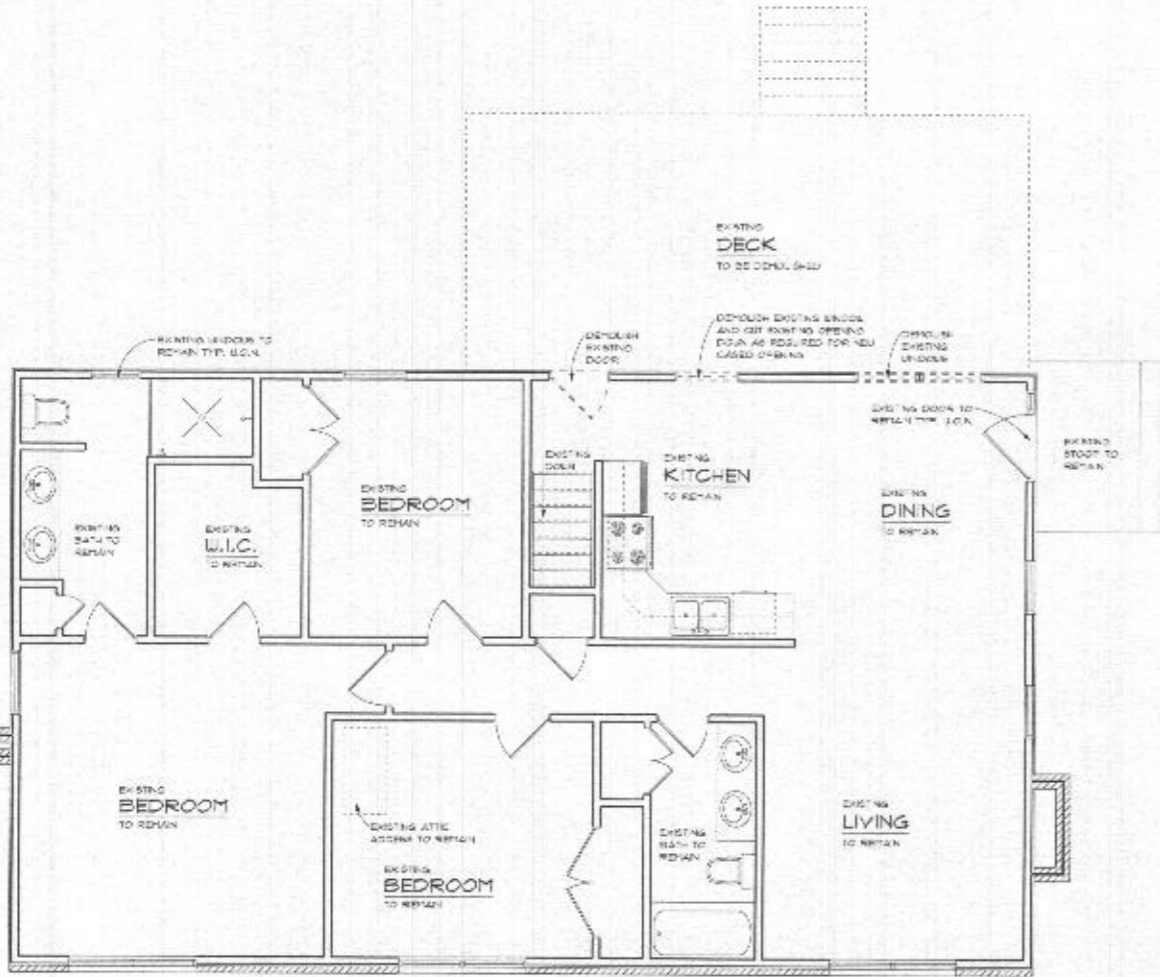 EXISTING
DECK
TO BE DEMOLISHED
EXISTING WINDOWS TO
REMAIN TYP. U.O.N.
DEMOLISH
EXISTING
DOOR
DEMOLISH EXISTING WINDOW
AND CUT EXISTING OPENING
DOWN AS REQUIRED FOR NEW
CASED OPENING
DEMOLISH
EXISTING
WINDOWS
EXISTING DOOR TO
REMAIN TYP. U.O.N.
EXISTING
STOOP TO
REMAIN
EXISTING
DOWN
EXISTING
KITCHEN
TO REMAIN
EXISTING
DINING
TO REMAIN
EXISTING
BEDROOM
TO REMAIN
EXISTING
BATH TO
REMAIN
EXISTING
W.I.C.
TO REMAIN
EXISTING
BEDROOM
TO REMAIN
EXISTING ATTIC
ACCESS TO REMAIN
EXISTING
BEDROOM
TO REMAIN
EXISTING
BATH TO
REMAIN
EXISTING
LIVING
TO REMAIN